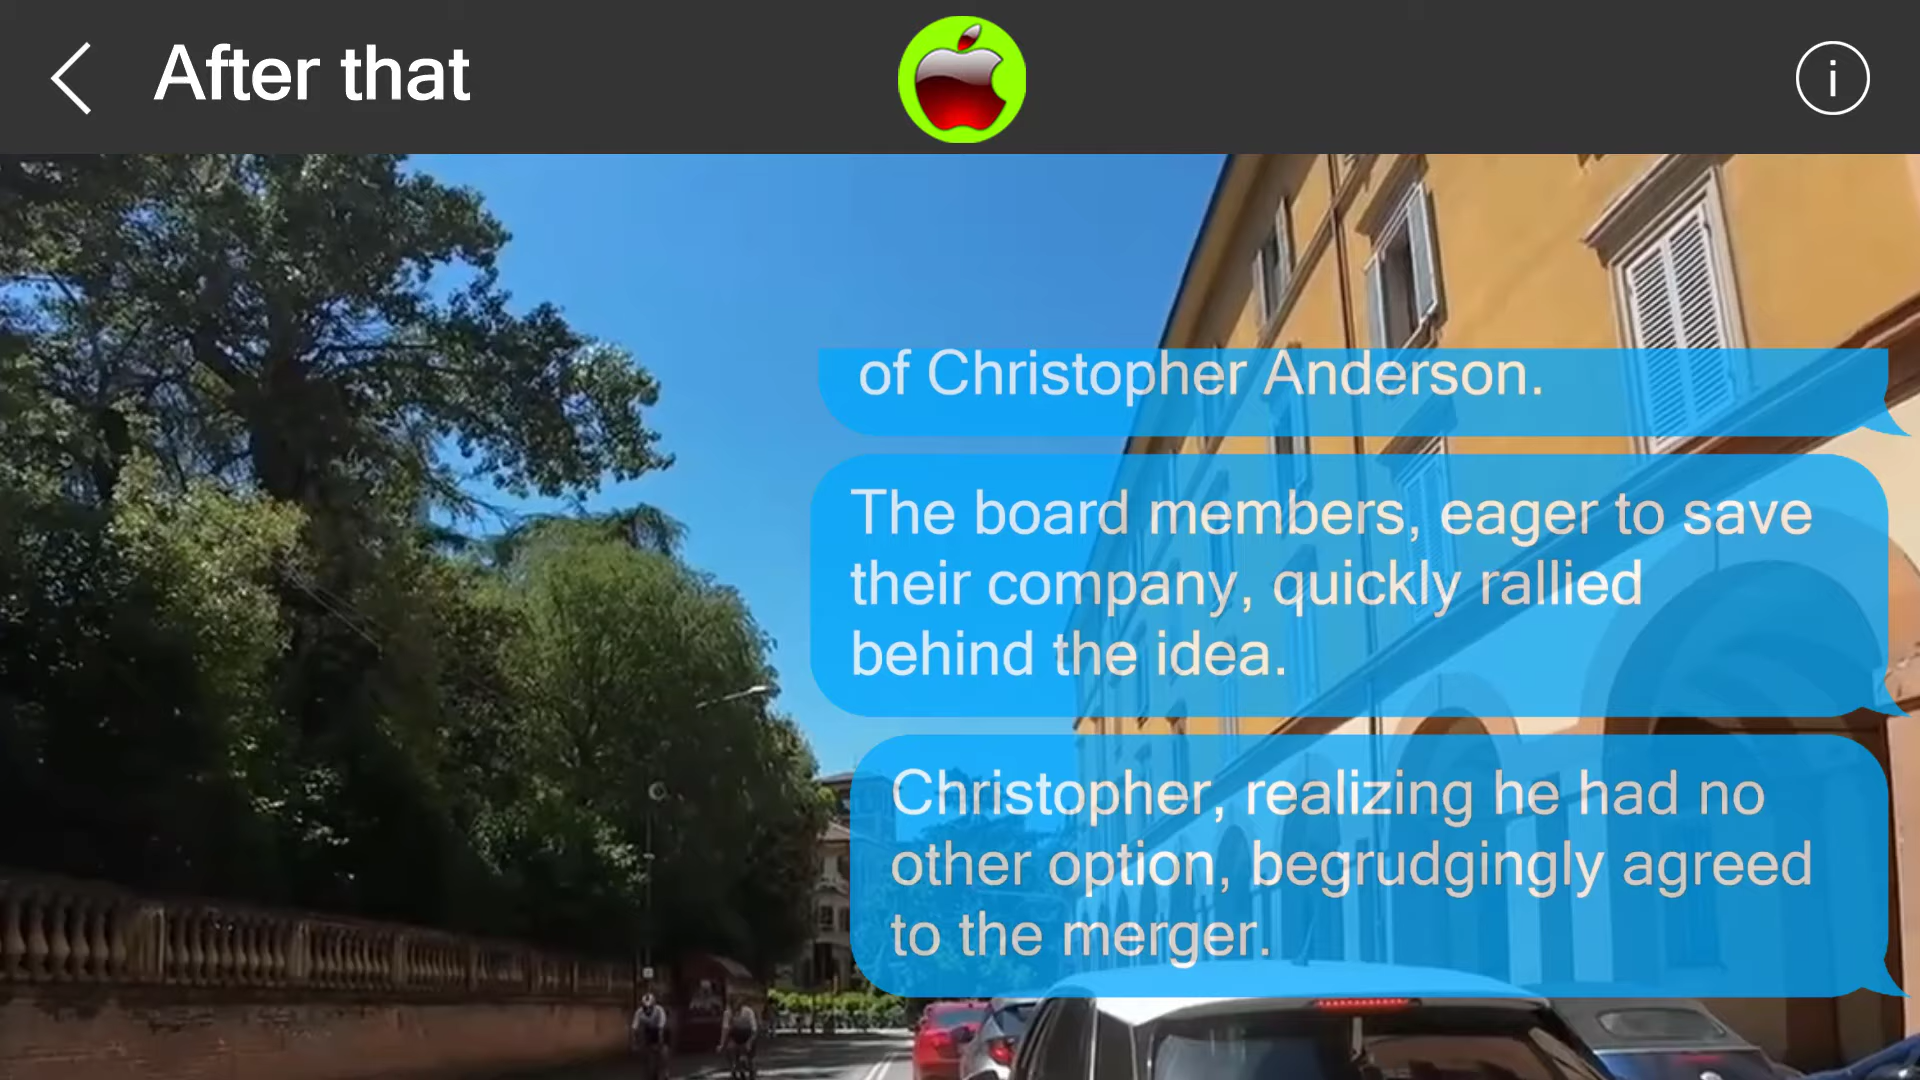 After that
of Christopher Anderson.
The board members, eager to save
their company, quickly rallied
behind the idea.
Christopher, realizing he had no
other option, begrudgingly agreed
to the merger.